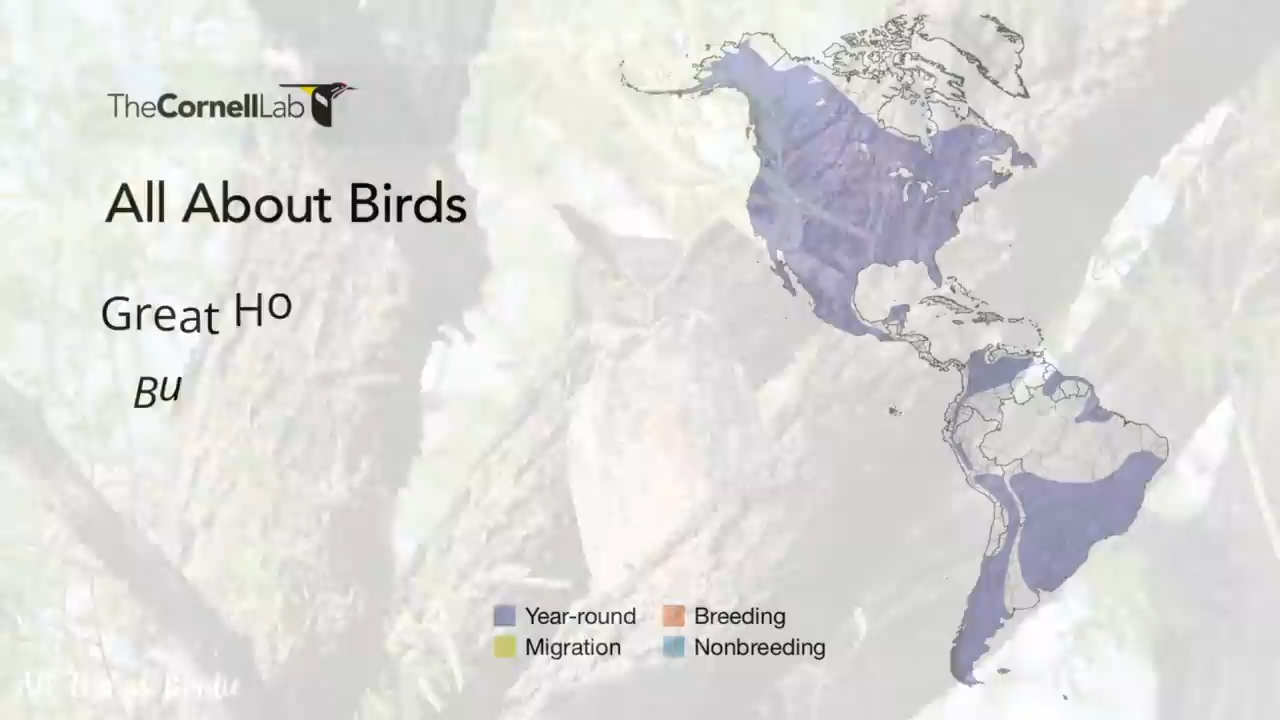 TheCornellLab
All About Birds
Great Ho
Bu
Year-round
Breeding
Migration
Nonbreeding